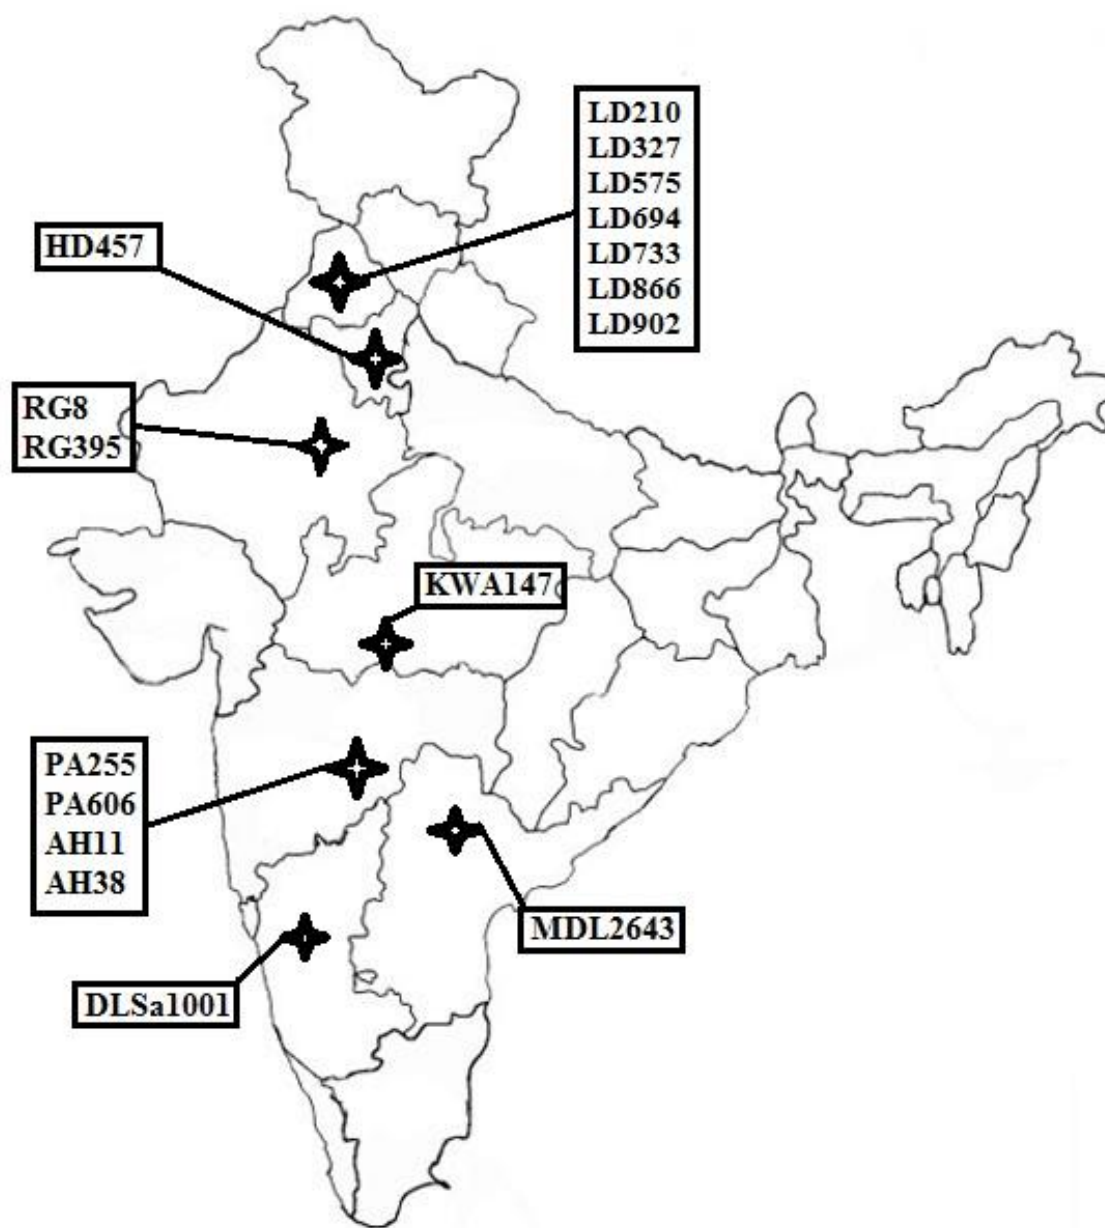 LD210
LD327
LD575
LD694
LD733
LD866
LD902
HD457
RG8
RG395
KWA147
PA255
PA606
AH11
AH38
MDL2643
DLSa1001